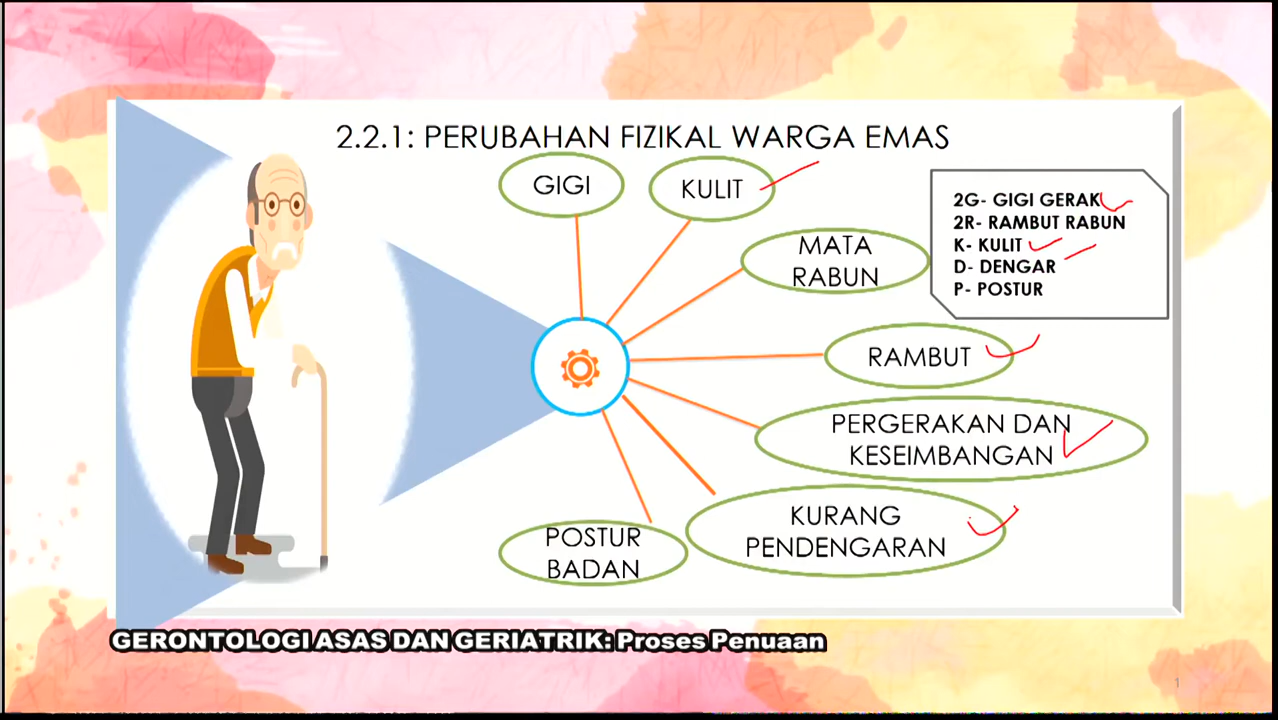 2.2.1: PERUBAHAN FIZIKAL WARGA EMAS
GIGI
KULIT
MATA
RABUN
RAMBUT
PERGERAKAN DAN
KESEIMBANGAN
KURANG
PENDENGARAN
POSTUR
BADAN
2G- GIGI GERAK
2R- RAMBUT RABUN
K- KULIT
D- DENGAR
P- POSTUR
GERONTOLOGI ASAS DAN GERIATRIK: Proses Penuaan
1